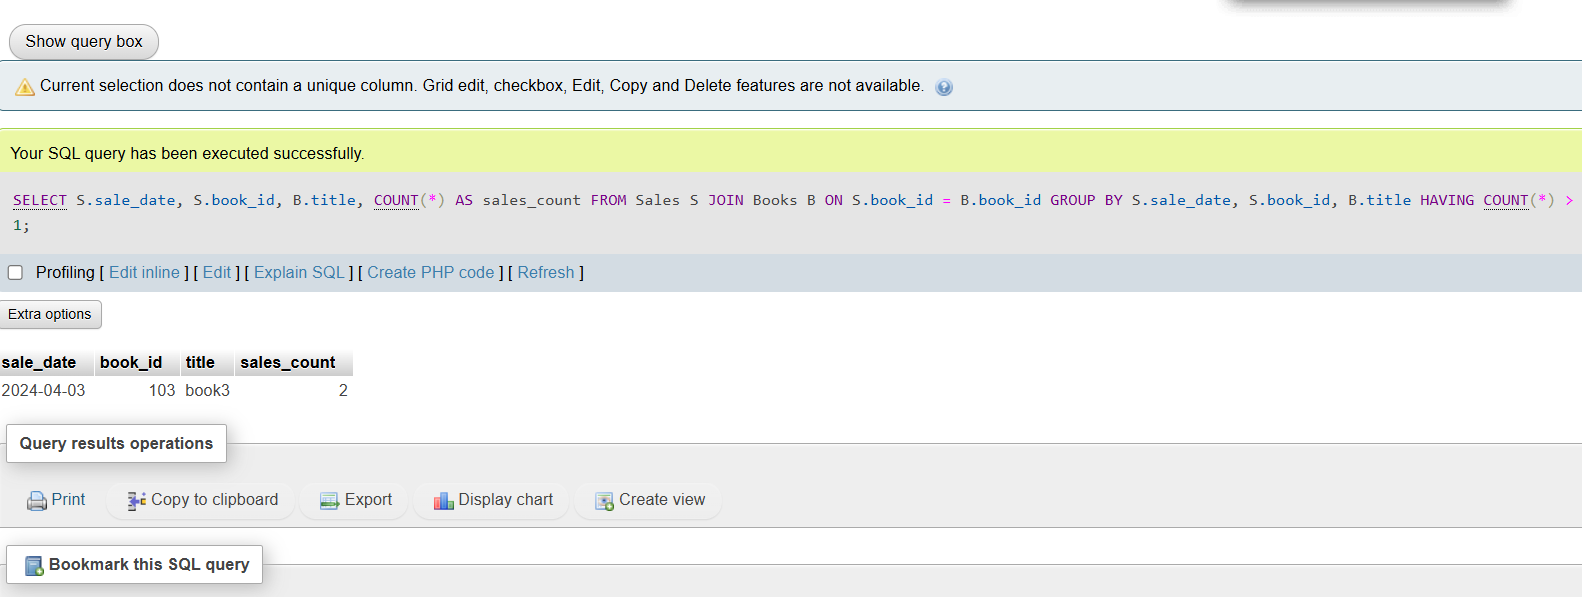 Show query box
Current selection does not contain a unique column. Grid edit, checkbox, Edit, Copy and Delete features are not available.
Your SQL query has been executed successfully.
SELECT S.sale_date, S.book_id, B.title, COUNT(*) AS sales_count FROM Sales S JOIN Books B ON S.book_id = B.book_id GROUP BY S.sale_date, S.book_id, B.title HAVING COUNT(*) >
1;
Profiling [ Edit inline ] [ Edit ] [ Explain SQL ] [ Create PHP code ] [ Refresh ]
Extra options
sale_date book_id title sales_count
2024-04-03 103 book3 2
Query results operations
Print Copy to clipboard Export Display chart Create view
Bookmark this SQL query